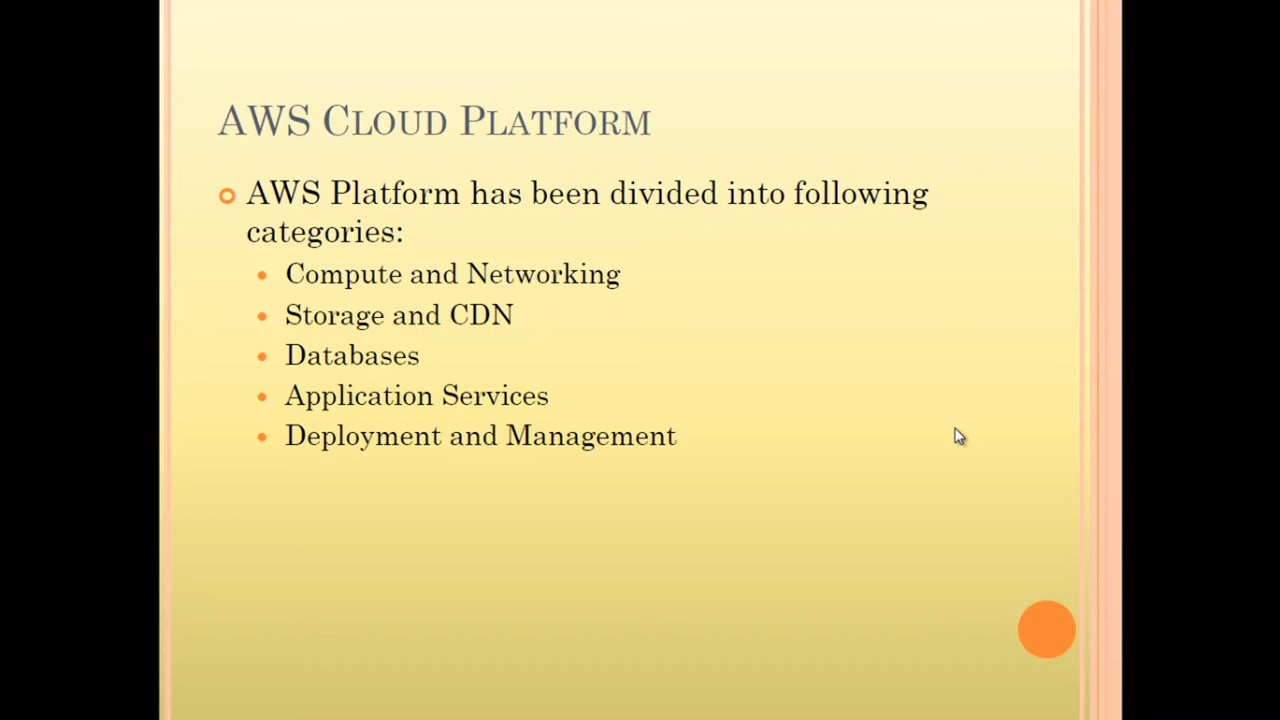 AWS Cloud Platform
AWS Platform has been divided into following
categories:
Compute and Networking
Storage and CDN
Databases
Application Services
Deployment and Management